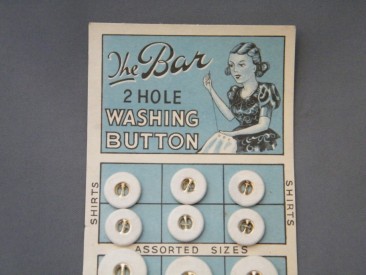 The Bar
2 HOLE
WASHING
BUTTON
SHIRTS
SHIRTS
ASSORTED SIZES